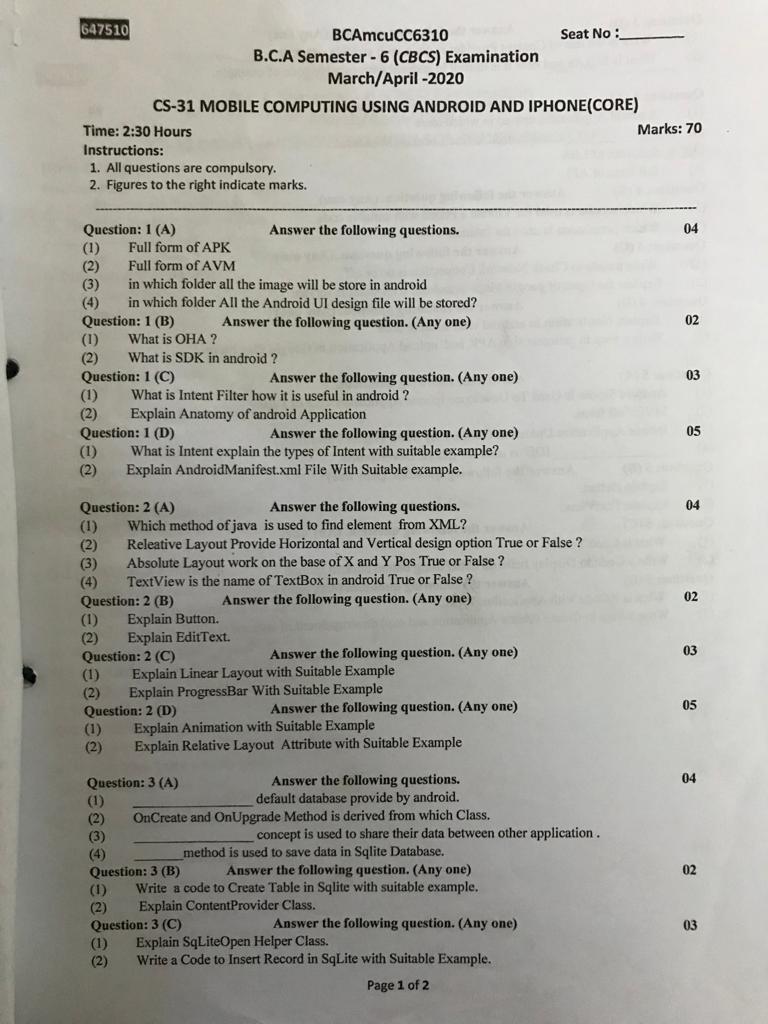 647510
BCAmcuCC6310 Seat No :________
B.C.A Semester - 6 (CBCS) Examination
March/April -2020
CS-31 MOBILE COMPUTING USING ANDROID AND IPHONE(CORE)
Time: 2:30 Hours Marks: 70
Instructions:
1. All questions are compulsory.
2. Figures to the right indicate marks.
Question: 1 (A) Answer the following questions. 04
(1) Full form of APK
(2) Full form of AVM
(3) in which folder all the image will be store in android
(4) in which folder All the Android UI design file will be stored?
Question: 1 (B) Answer the following question. (Any one) 02
(1) What is OHA ?
(2) What is SDK in android ?
Question: 1 (C) Answer the following question. (Any one) 03
(1) What is Intent Filter how it is useful in android ?
(2) Explain Anatomy of android Application
Question: 1 (D) Answer the following question. (Any one) 05
(1) What is Intent explain the types of Intent with suitable example?
(2) Explain AndroidManifest.xml File With Suitable example.
Question: 2 (A) Answer the following questions. 04
(1) Which method of java is used to find element from XML?
(2) Releative Layout Provide Horizontal and Vertical design option True or False ?
(3) Absolute Layout work on the base of X and Y Pos True or False ?
(4) TextView is the name of TextBox in android True or False ?
Question: 2 (B) Answer the following question. (Any one) 02
(1) Explain Button.
(2) Explain EditText.
Question: 2 (C) Answer the following question. (Any one) 03
(1) Explain Linear Layout with Suitable Example
(2) Explain ProgressBar With Suitable Example
Question: 2 (D) Answer the following question. (Any one) 05
(1) Explain Animation with Suitable Example
(2) Explain Relative Layout Attribute with Suitable Example
Question: 3 (A) Answer the following questions. 04
(1) _________________ default database provide by android.
(2) OnCreate and OnUpgrade Method is derived from which Class.
(3) _________________ concept is used to share their data between other application .
(4) _______method is used to save data in Sqlite Database.
Question: 3 (B) Answer the following question. (Any one) 02
(1) Write a code to Create Table in Sqlite with suitable example.
(2) Explain ContentProvider Class.
Question: 3 (C) Answer the following question. (Any one) 03
(1) Explain SqLiteOpen Helper Class.
(2) Write a Code to Insert Record in SqLite with Suitable Example.
Page 1 of 2